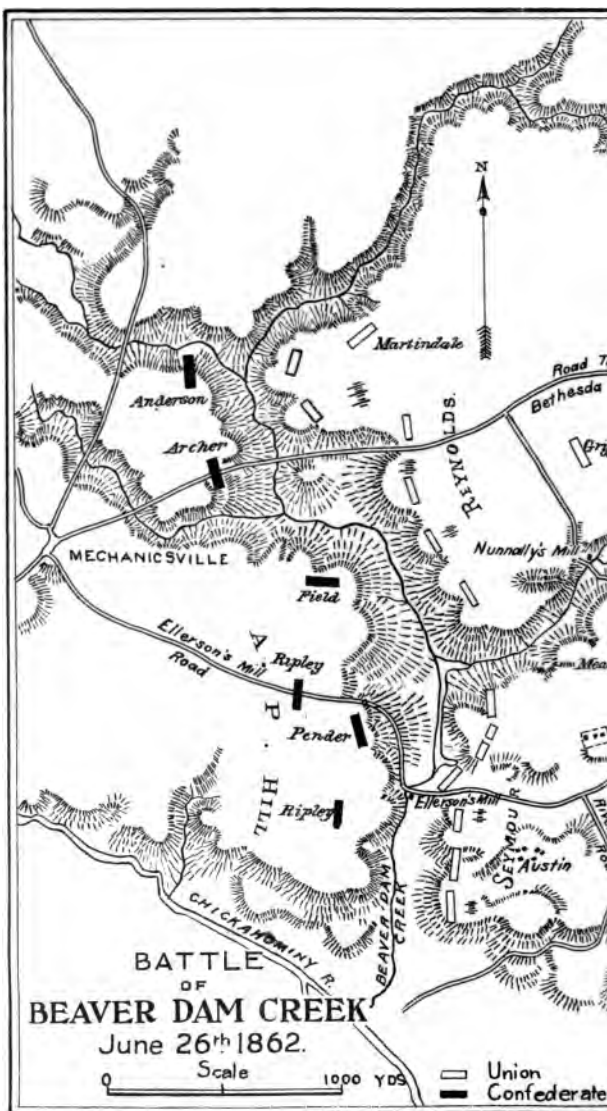 N
Martindale
Anderson
Archer
Road
Bethesda
REYNOLDS.
MECHANICSVILLE
Nunnally's Mill
Field
Ellerson's Mill
Road
Ripley
A. P. HILL
Pender
Ripley
Ellerson's Mill
SEYMOUR
Austin
BEAVER DAM
CREEK
CHICKAHOMINY R.
BATTLE
OF
BEAVER DAM CREEK
June 26th 1862.
Scale
0 1000 YDS
Union
Confederate